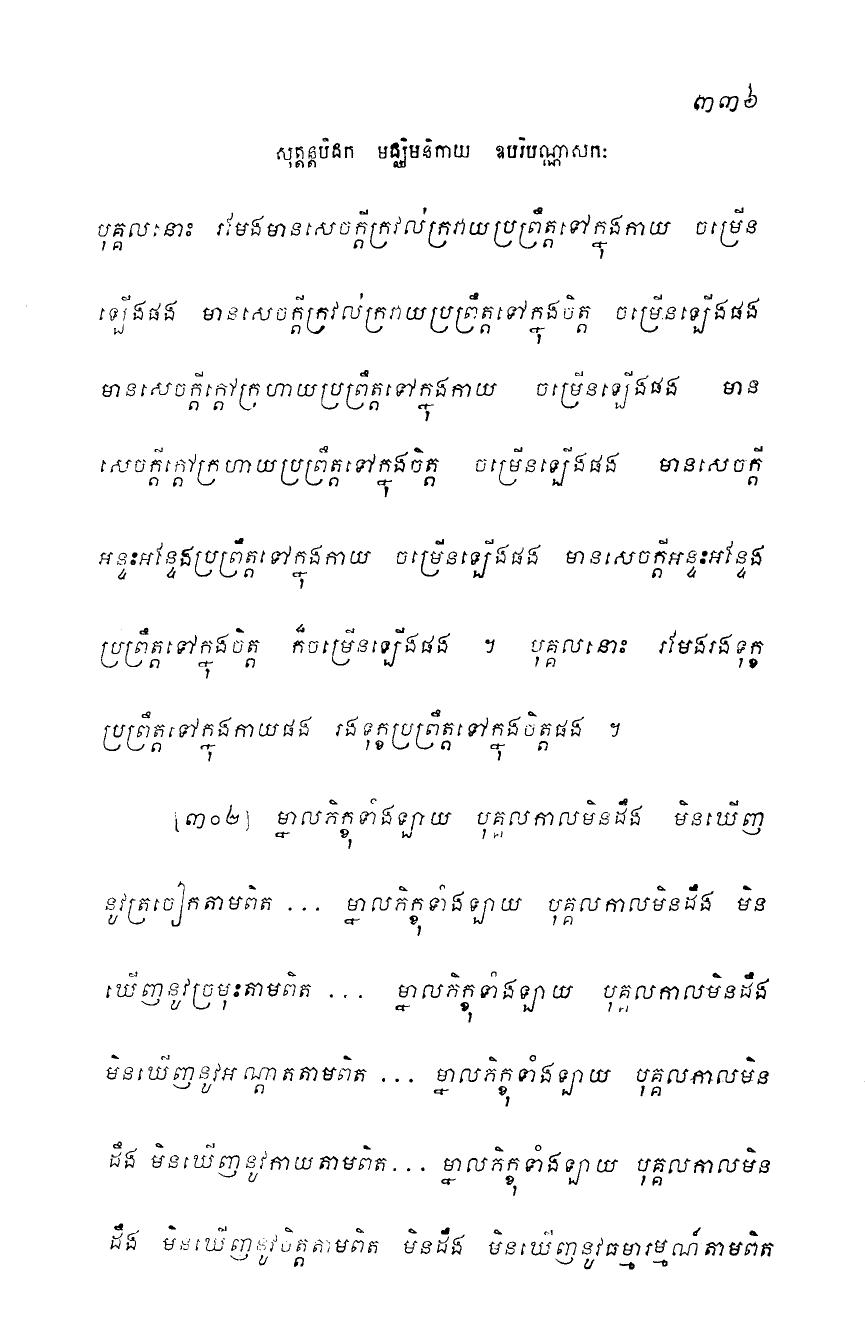 ៣៣៦
សុត្តន្តបិដក មជ្ឈិមនិកាយ ឧបរិបណ្ណាសកៈ
បុគ្គលនោះ រមែងមានសេចក្តីក្រវល់ក្រវាយប្រព្រឹត្តទៅក្នុងកាយ ចម្រើន
ឡើងផង មានសេចក្តីក្រវល់ក្រវាយប្រព្រឹត្តទៅក្នុងចិត្ត ចម្រើនឡើងផង
មានសេចក្តីក្តៅក្រហាយប្រព្រឹត្តទៅក្នុងកាយ ចម្រើនឡើងផង មាន
សេចក្តីក្តៅក្រហាយប្រព្រឹត្តទៅក្នុងចិត្ត ចម្រើនឡើងផង មានសេចក្តី
អន្ទះអន្ទែងប្រព្រឹត្តទៅក្នុងកាយ ចម្រើនឡើងផង មានសេចក្តីអន្ទះអន្ទែង
ប្រព្រឹត្តទៅក្នុងចិត្ត ក៏ចម្រើនឡើងផង ។ បុគ្គលនោះ រមែងរងទុក្ខ
ប្រព្រឹត្តទៅក្នុងកាយផង រងទុក្ខប្រព្រឹត្តទៅក្នុងចិត្តផង ។
[៣០២] ម្នាលភិក្ខុទាំងឡាយ បុគ្គលកាលមិនដឹង មិនឃើញ
នូវត្រចៀកតាមពិត ... ម្នាលភិក្ខុទាំងឡាយ បុគ្គលកាលមិនដឹង មិន
ឃើញនូវច្រមុះតាមពិត ... ម្នាលភិក្ខុទាំងឡាយ បុគ្គលកាលមិនដឹង
មិនឃើញនូវអណ្តាតតាមពិត ... ម្នាលភិក្ខុទាំងឡាយ បុគ្គលកាលមិន
ដឹង មិនឃើញនូវកាយតាមពិត ... ម្នាលភិក្ខុទាំងឡាយ បុគ្គលកាលមិន
ដឹង មិនឃើញនូវចិត្តតាមពិត មិនដឹង មិនឃើញនូវធម្មារម្មណ៍តាមពិត